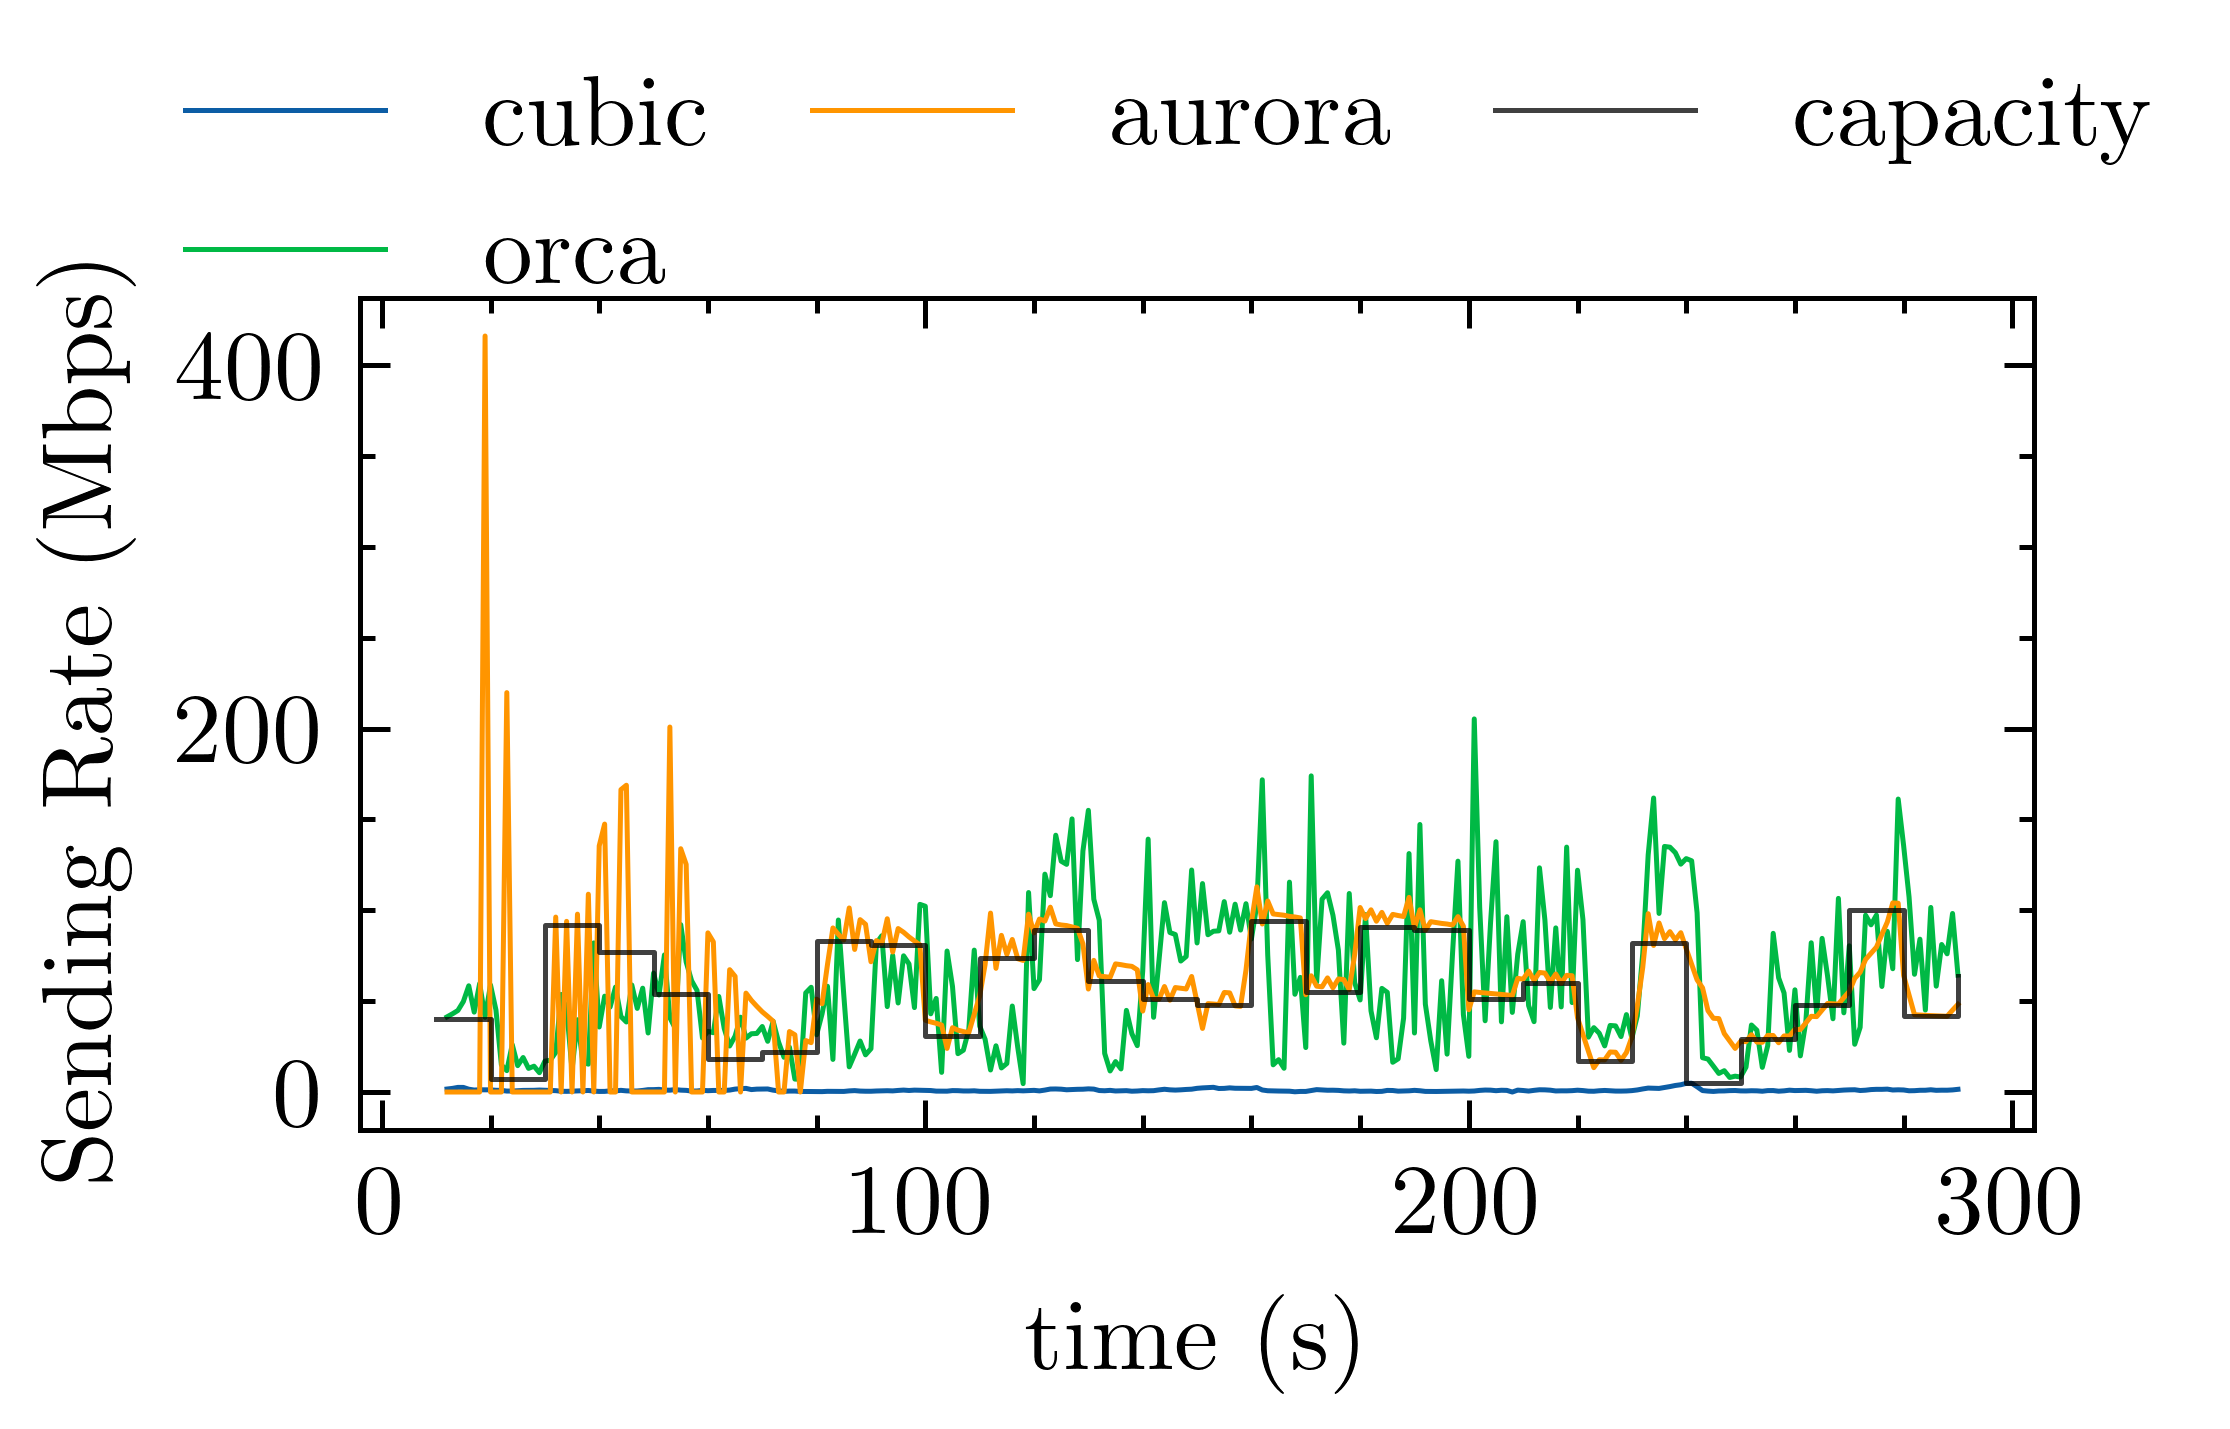 cubic aurora capacity
orca
Sending Rate (Mbps)
400
200
0
0 100 200 300
time (s)